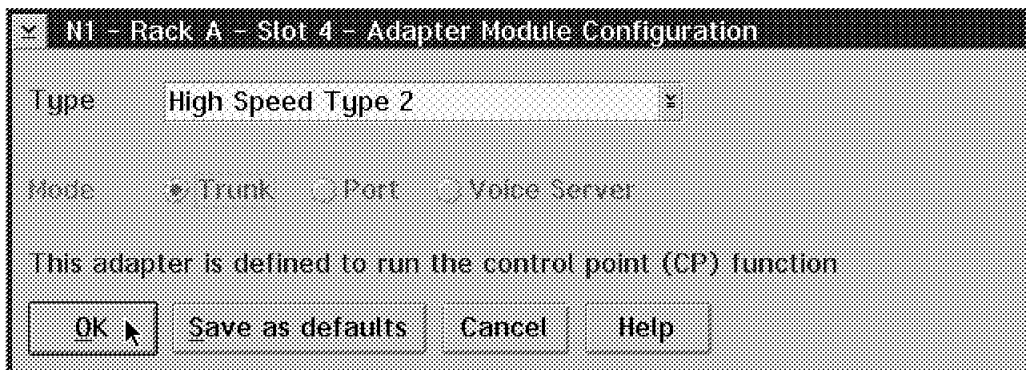 N1 - Rack A - Slot 4 - Adapter Module Configuration
Type High Speed Type 2
Mode Trunk Port Voice Server
This adapter is defined to run the control point (CP) function
OK Save as defaults Cancel Help